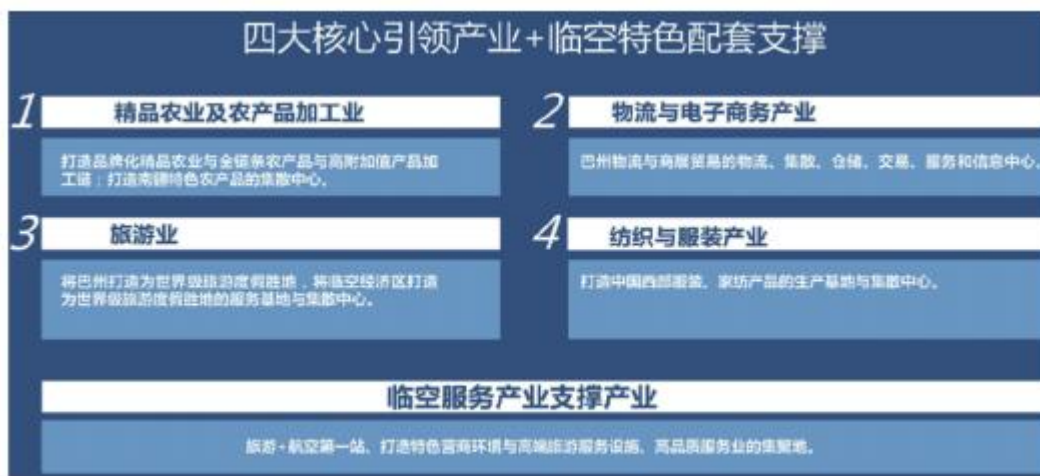 四大核心引领产业+临空特色配套支撑
1
精品农业及农产品加工业
打造品牌化精品农业与全链条农产品与高附加值产品加
工链；打造南疆特色农产品的集散中心。
2
物流与电子商务产业
巴州物流与商展贸易的物流、集散、仓储、交易、服务和信息中心。
3
旅游业
将巴州打造为世界级旅游度假胜地，将临空经济区打造
为世界级旅游度假胜地的服务基地与集散中心。
4
纺织与服装产业
打造中国西部服装、家纺产品的生产基地与集散中心。
临空服务产业支撑产业
旅游+航空第一站、打造特色营商环境与高端旅游服务设施、高品质服务业的集聚地。